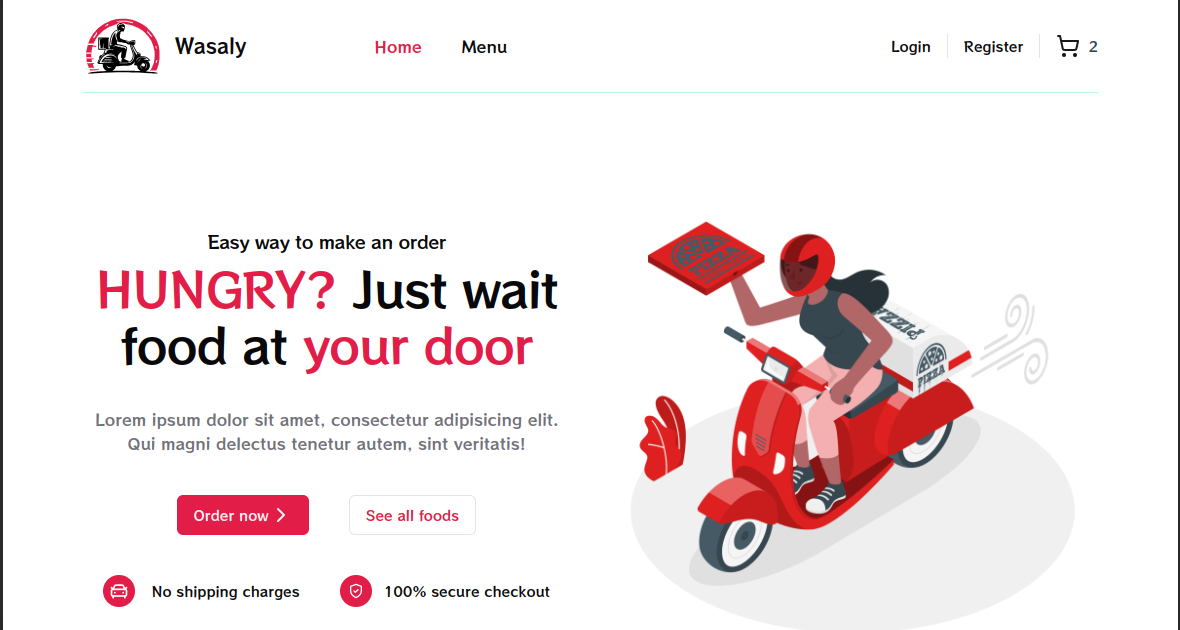 Wasaly
Home
Menu
Login
Register
2
Easy way to make an order
HUNGRY? Just wait
food at your door
Lorem ipsum dolor sit amet, consectetur adipisicing elit.
Qui magni delectus tenetur autem, sint veritatis!
Order now
See all foods
No shipping charges
100% secure checkout
PIZZA
PIZZA
PIZZA